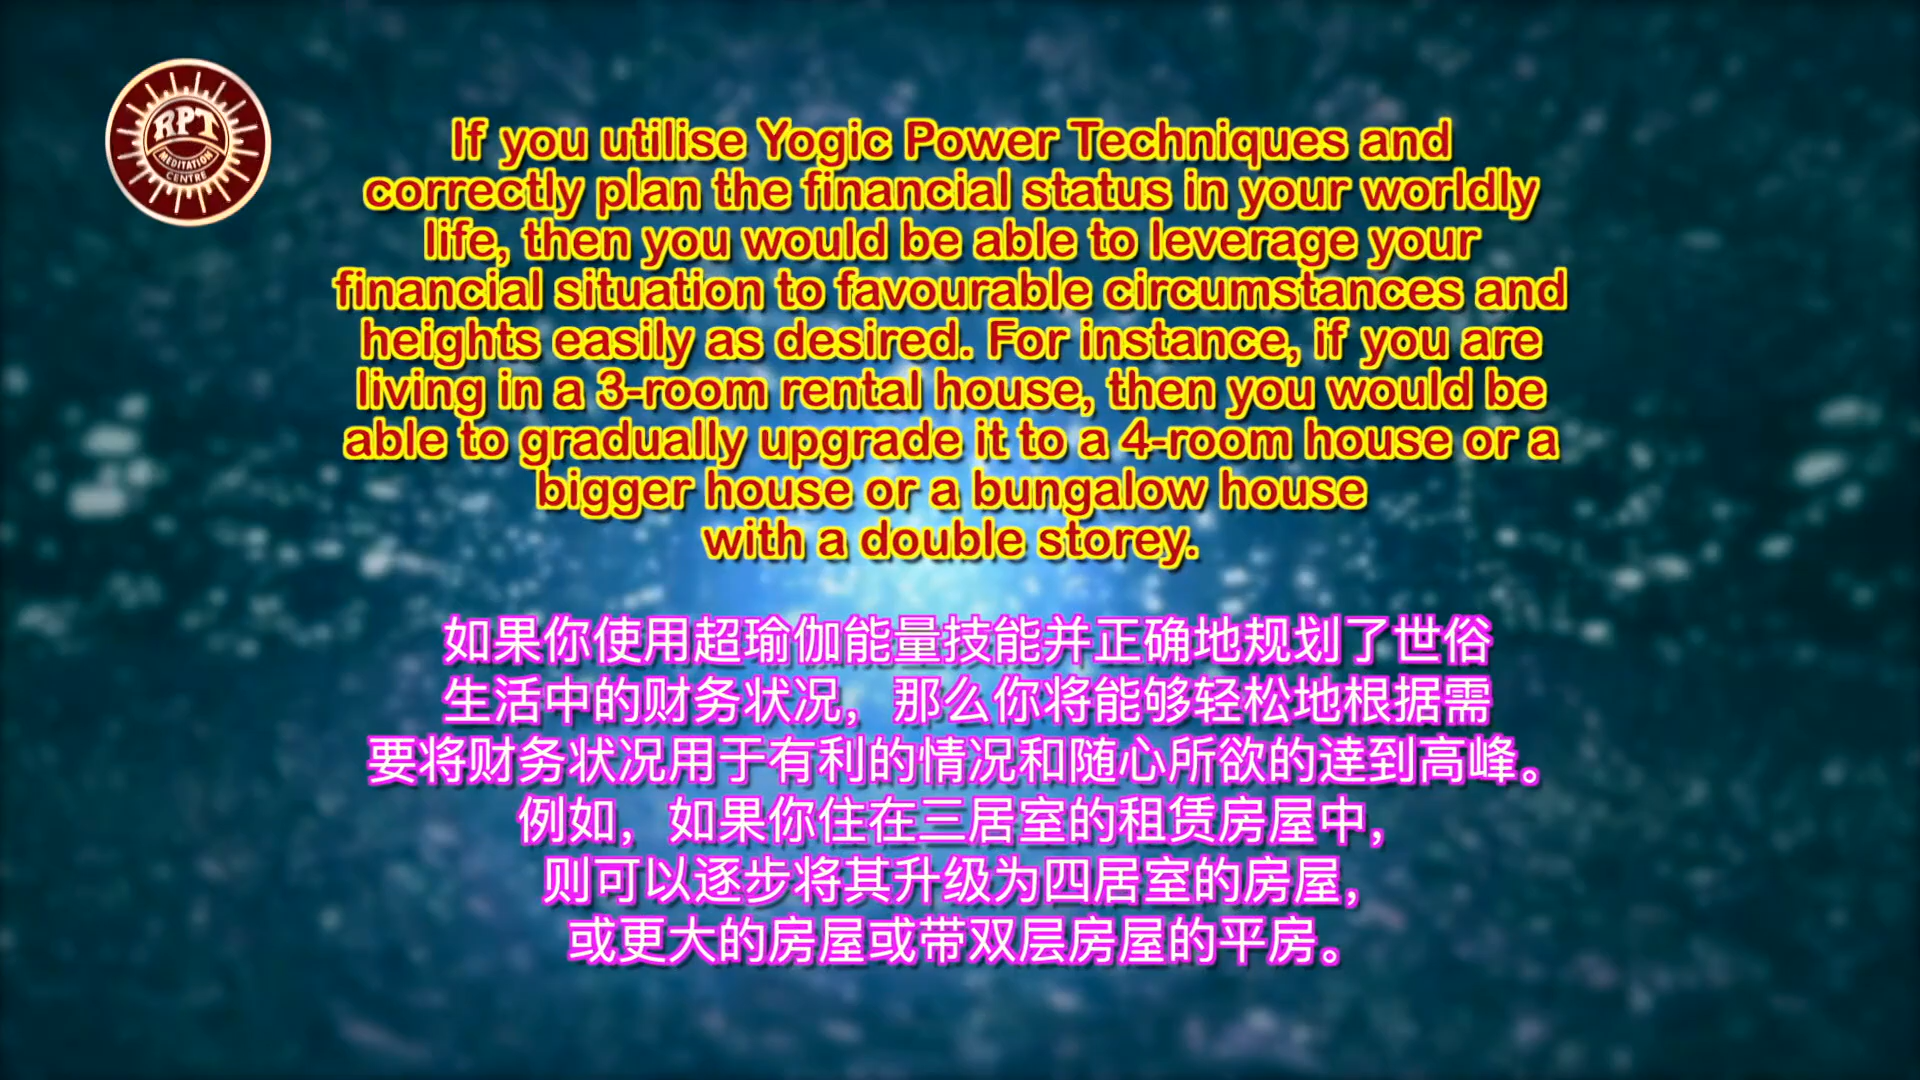 RPT
MEDITATION
CENTRE
If you utilise Yogic Power Techniques and
correctly plan the financial status in your worldly
life, then you would be able to leverage your
financial situation to favourable circumstances and
heights easily as desired. For instance, if you are
living in a 3-room rental house, then you would be
able to gradually upgrade it to a 4-room house or a
bigger house or a bungalow house
with a double storey.
如果你使用超瑜伽能量技能并正确地规划了世俗
生活中的财务状况，那么你将能够轻松地根据需
要将财务状况用于有利的情况和随心所欲的達到高峰。
例如，如果你住在三居室的租赁房屋中，
则可以逐步将其升级为四居室的房屋，
或更大的房屋或带双层房屋的平房。